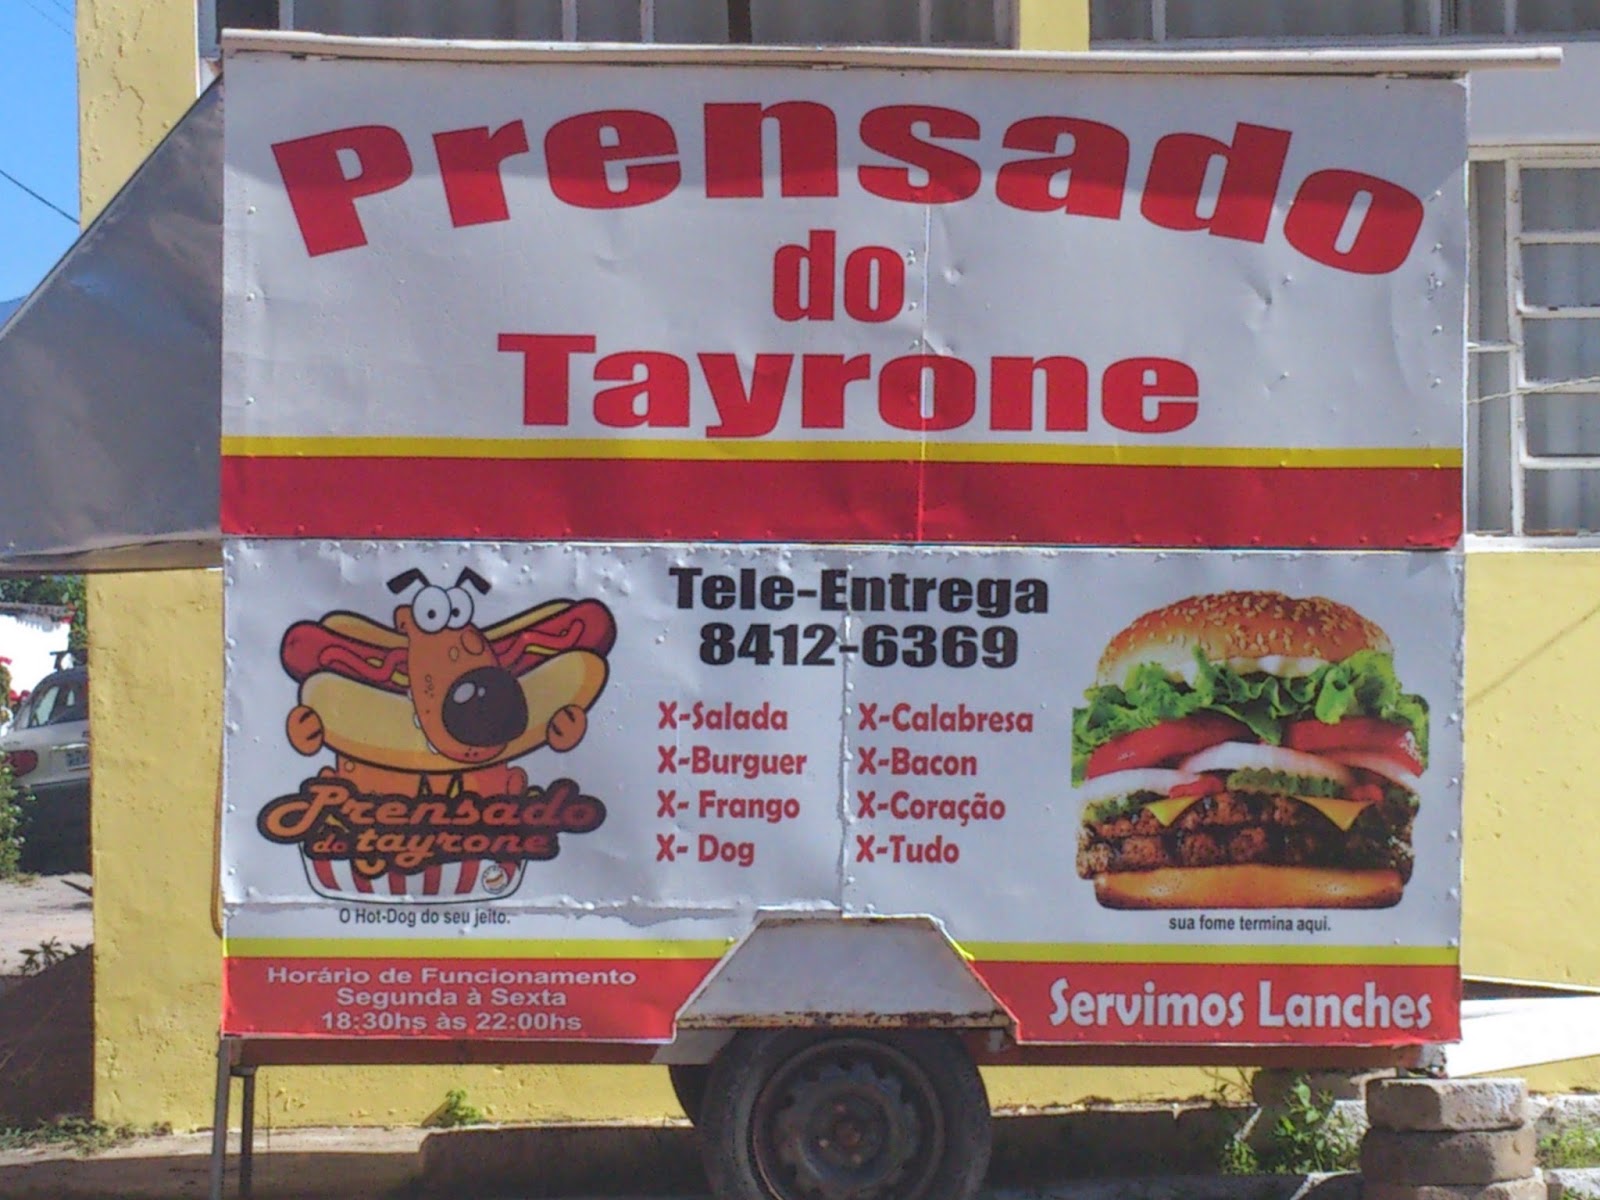 Prensado
do
Tayrone
Tele-Entrega
8412-6369
X-Salada
X-Burguer
X- Frango
X- Dog
X-Calabresa
X-Bacon
X-Coração
X-Tudo
Prensado
do tayrone
O Hot-Dog do seu jeito.
sua fome termina aqui.
Horário de Funcionamento
Segunda à Sexta
18:30hs às 22:00hs
Servimos Lanches